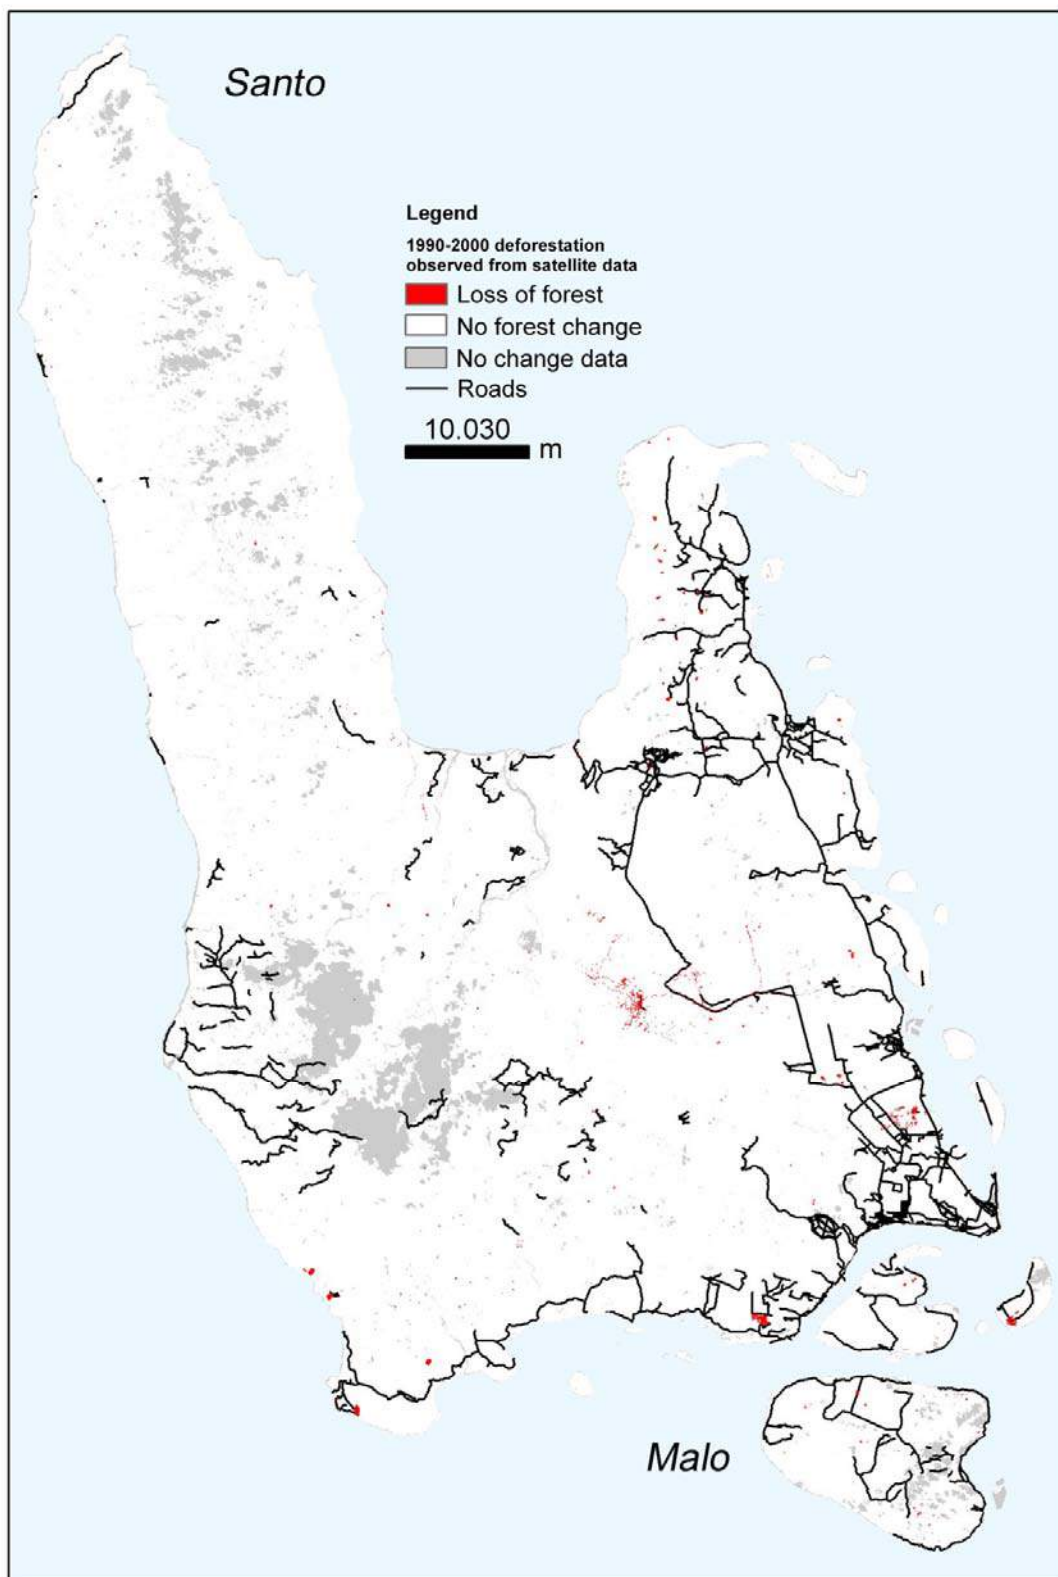 Santo
Legend
1990-2000 deforestation
observed from satellite data
Loss of forest
No forest change
No change data
Roads
10.030
m
Malo